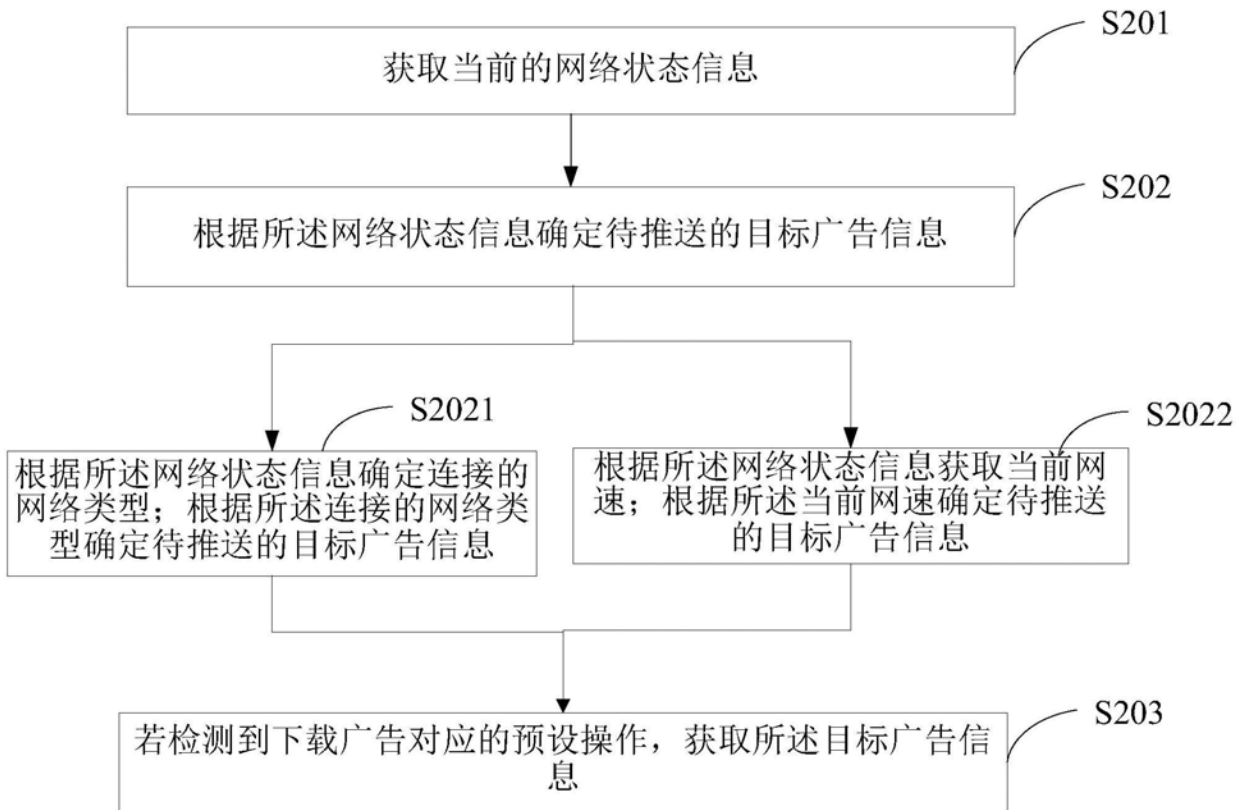 S201
获取当前的网络状态信息
S202
根据所述网络状态信息确定待推送的目标广告信息
S2021
根据所述网络状态信息确定连接的
网络类型；根据所述连接的网络类
型确定待推送的目标广告信息
S2022
根据所述网络状态信息获取当前网
速；根据所述当前网速确定待推送
的目标广告信息
S203
若检测到下载广告对应的预设操作，获取所述目标广告信
息